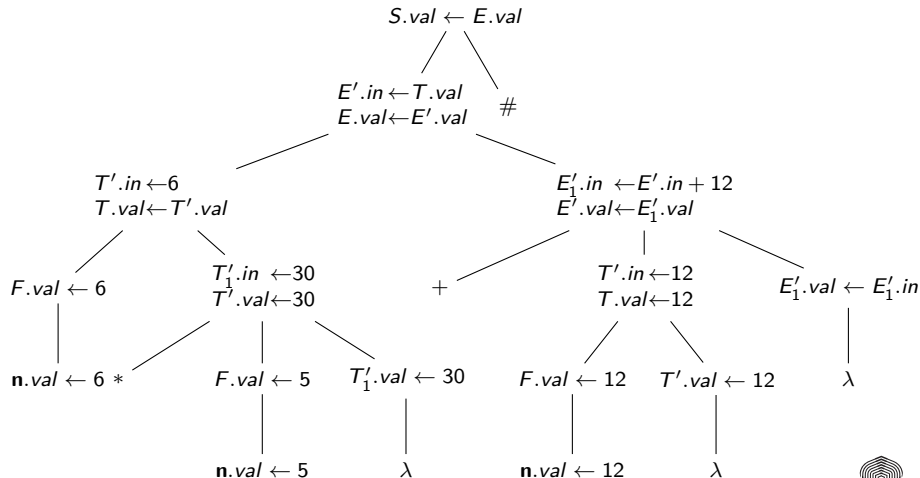 S.val ← E.val
E′.in←T.val
E.val←E′.val
#
T′.in←6
T.val←T′.val
E′₁.in ←E′.in + 12
E′.val←E′₁.val
F.val ← 6
T′₁.in ←30
T′.val←30
+
T′.in←12
T.val←12
E′₁.val ← E′₁.in
n.val ← 6
*
F.val ← 5
T′₁.val ← 30
F.val ← 12
T′.val ← 12
λ
n.val ← 5
λ
n.val ← 12
λ